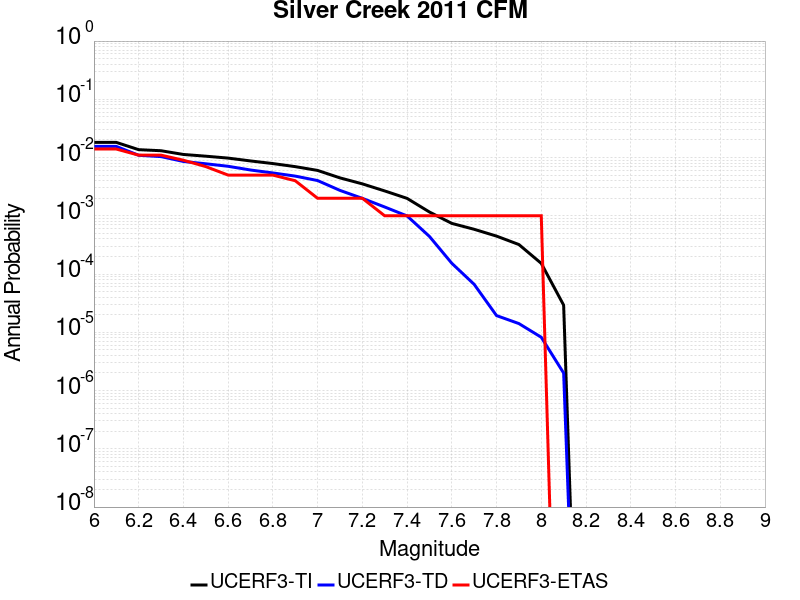 Silver Creek 2011 CFM
10^0
10^-1
10^-2
10^-3
10^-4
10^-5
10^-6
10^-7
10^-8
Annual Probability
6 6.2 6.4 6.6 6.8 7 7.2 7.4 7.6 7.8 8 8.2 8.4 8.6 8.8 9
Magnitude
UCERF3-TI UCERF3-TD UCERF3-ETAS